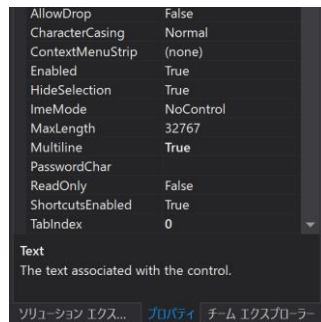 AllowDrop False
CharacterCasing Normal
ContextMenuStrip (none)
Enabled True
HideSelection True
ImeMode NoControl
MaxLength 32767
Multiline True
PasswordChar
ReadOnly False
ShortcutsEnabled True
TabIndex 0
Text
The text associated with the control.
ソリューション エクス... プロパティ チーム エクスプローラー